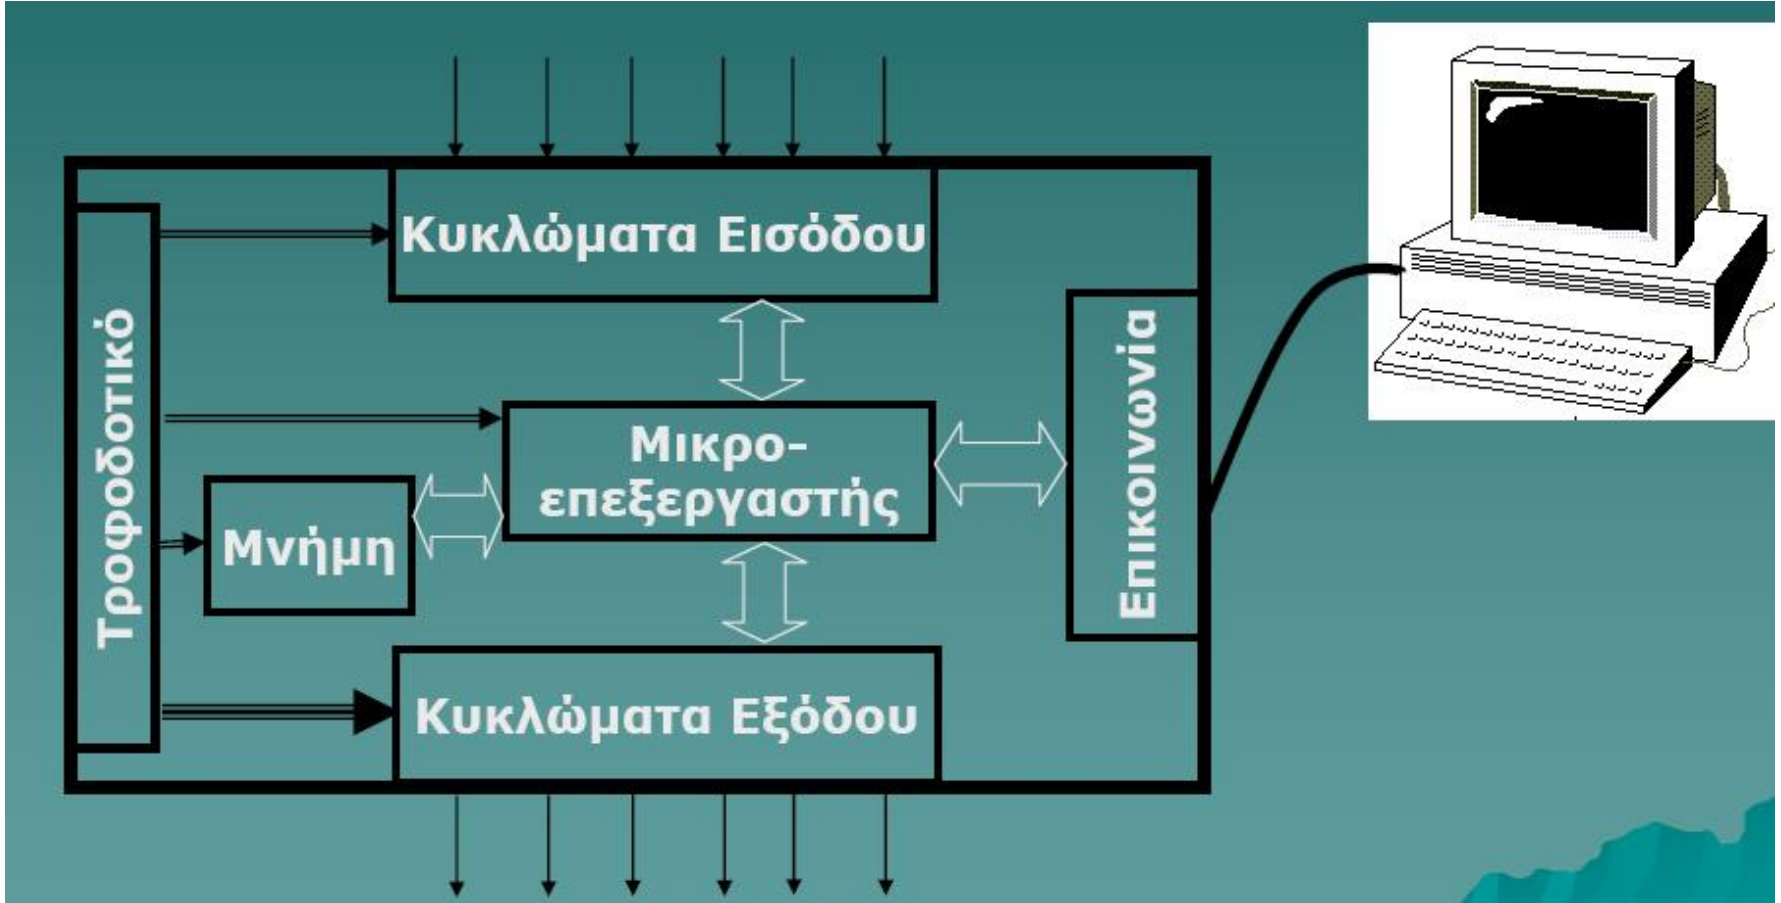 Κυκλώματα Εισόδου
Τροφοδοτικό
Μικρο-
επεξεργαστής
Επικοινωνία
Μνήμη
Κυκλώματα Εξόδου